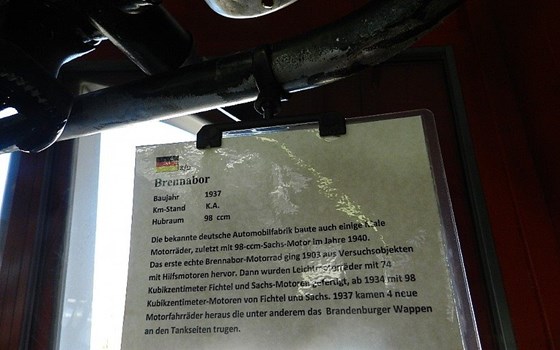 Brennabor
Baujahr 1937
Km-Stand K.A.
Hubraum 98 ccm
Die bekannte deutsche Automobilfabrik baute auch einige
Motorräder, zuletzt mit 98-ccm-Sachs-Motor im Jahre 1940.
Das erste echte Brennabor-Motorrad ging 1903 aus Versuchsobjekten
mit Hilfsmotoren hervor. Dann wurden Leichtmotorräder mit 74
Kubikzentimeter Fichtel und Sachs-Motoren gefertigt, ab 1934 mit 98
Kubikzentimeter-Motoren von Fichtel und Sachs. 1937 kamen 4 neue
Motorfahrräder heraus die unter anderem das Brandenburger Wappen
an den Tankseiten trugen.